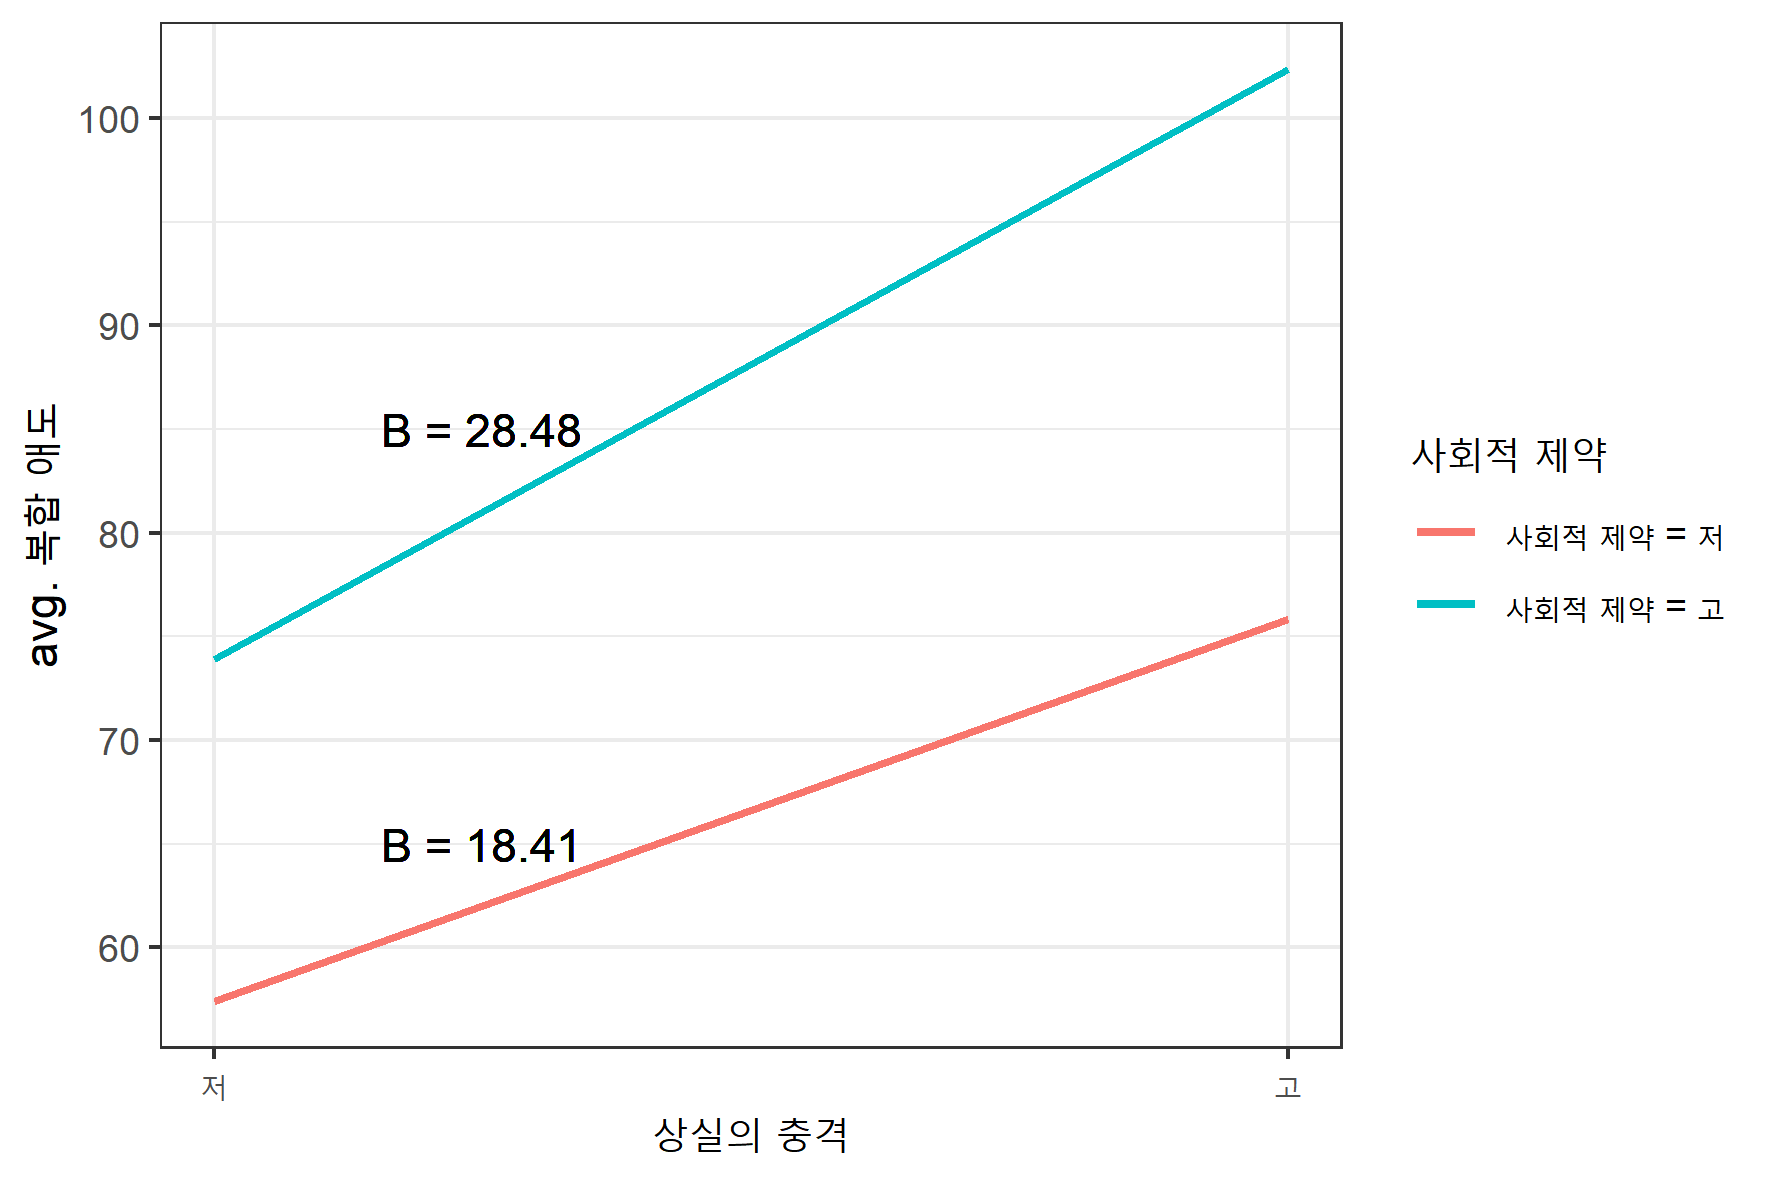 avg. 복합 애도
100
90
80
70
60
B = 28.48
B = 18.41
저
고
상실의 충격
사회적 제약
사회적 제약 = 저
사회적 제약 = 고